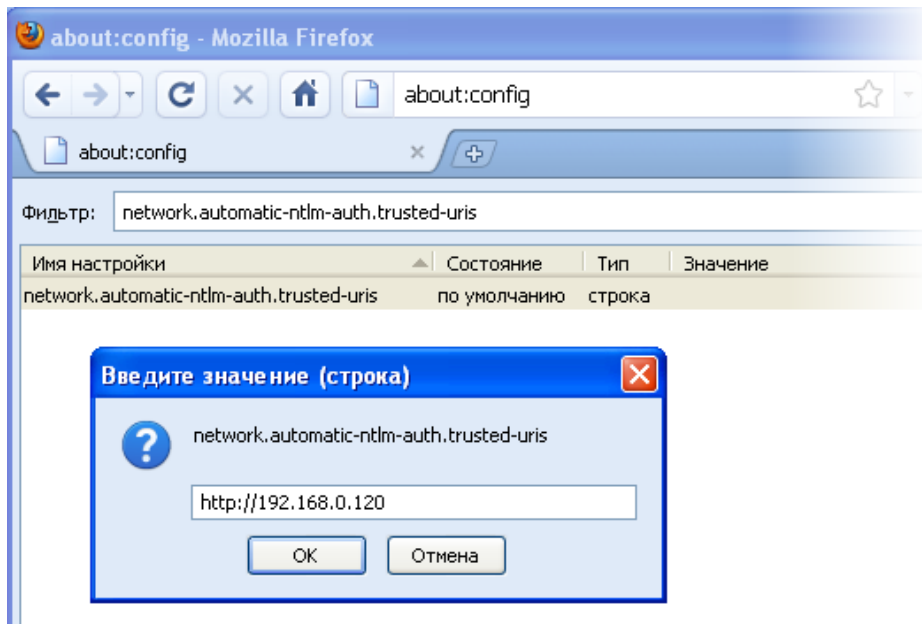 about:config - Mozilla Firefox
about:config
about:config
Фильтр: network.automatic-ntlm-auth.trusted-uris
Имя настройки Состояние Тип Значение
network.automatic-ntlm-auth.trusted-uris по умолчанию строка
Введите значение (строка)
network.automatic-ntlm-auth.trusted-uris
http://192.168.0.120
OK Отмена